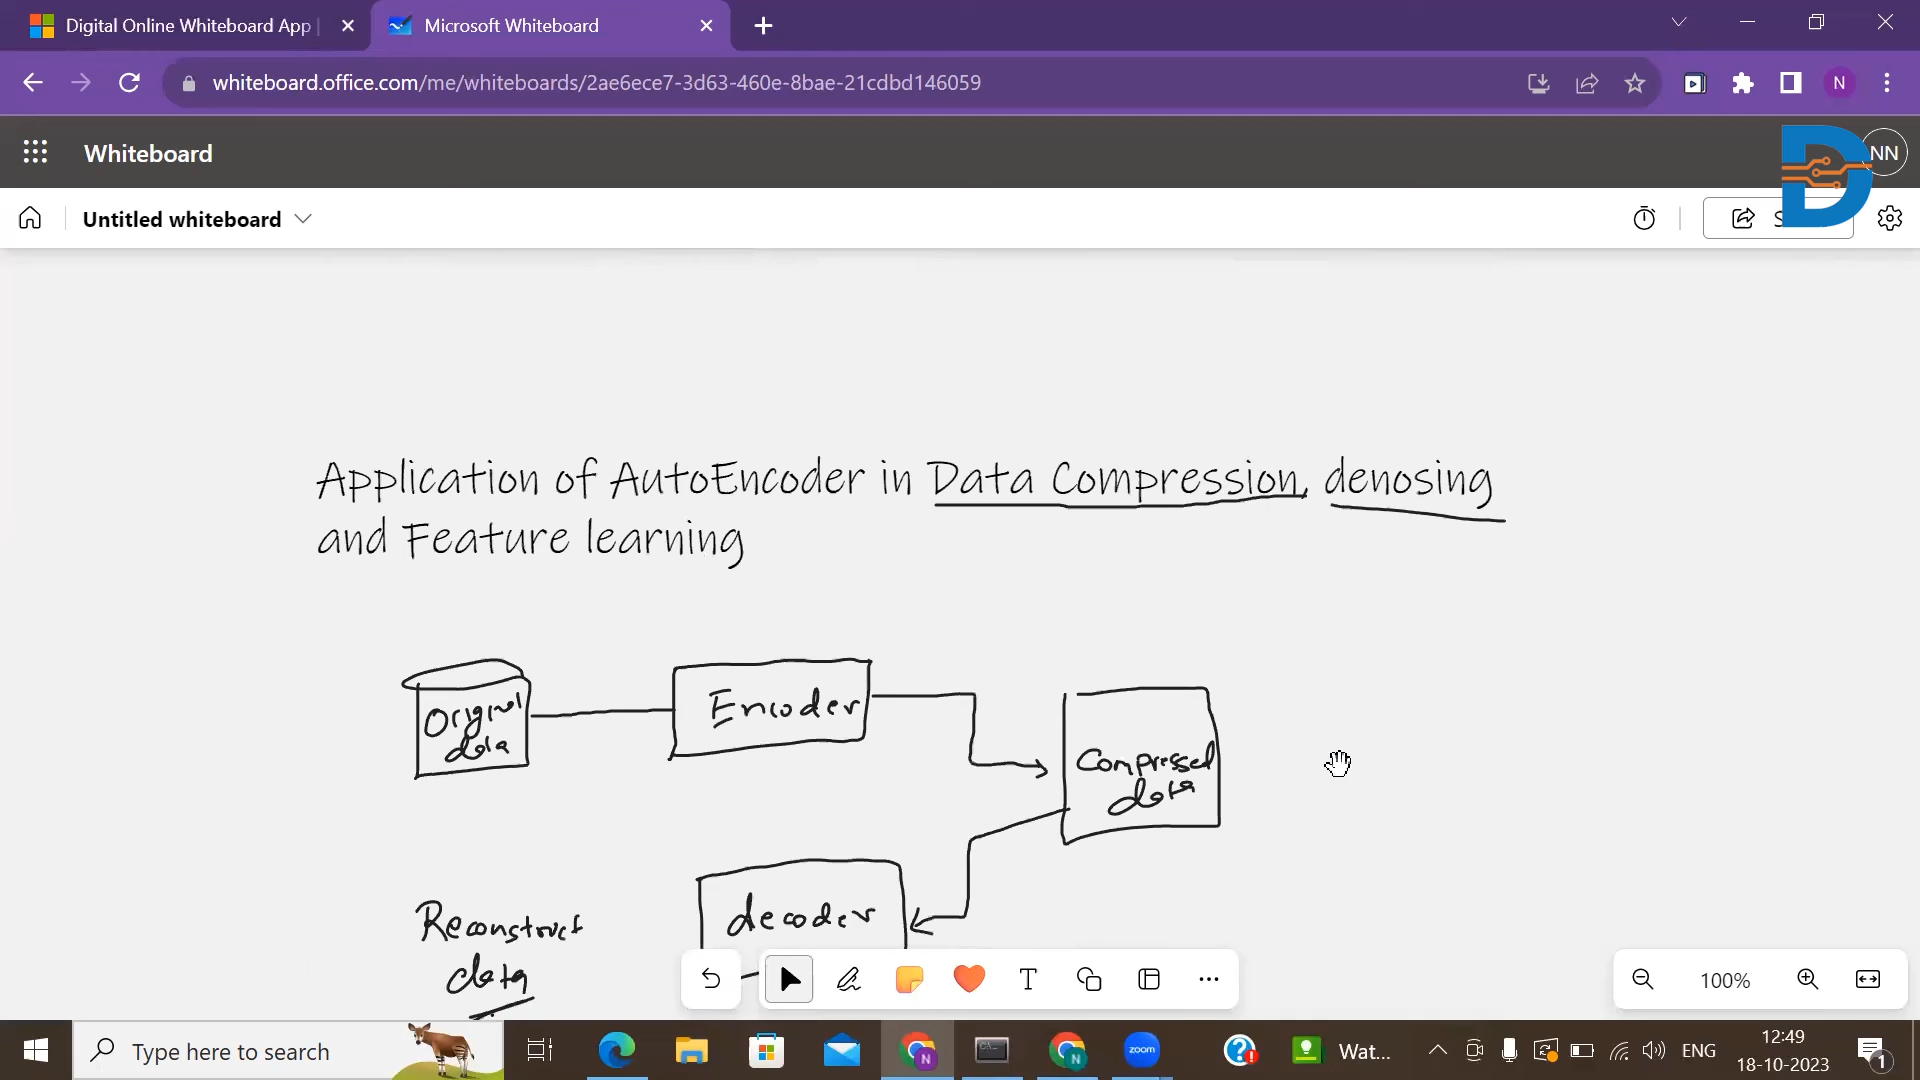 Digital Online Whiteboard App |
Microsoft Whiteboard
whiteboard.office.com/me/whiteboards/2ae6ece7-3d63-460e-8bae-21cdbd146059
N
Whiteboard
NN
Untitled whiteboard
S
Application of AutoEncoder in Data Compression, denosing
and Feature learning
Original
data
Encoder
Compressed
data
decoder
Reconstruct
data
100%
Type here to search
zoom
Wat...
ENG
12:49
18-10-2023
1